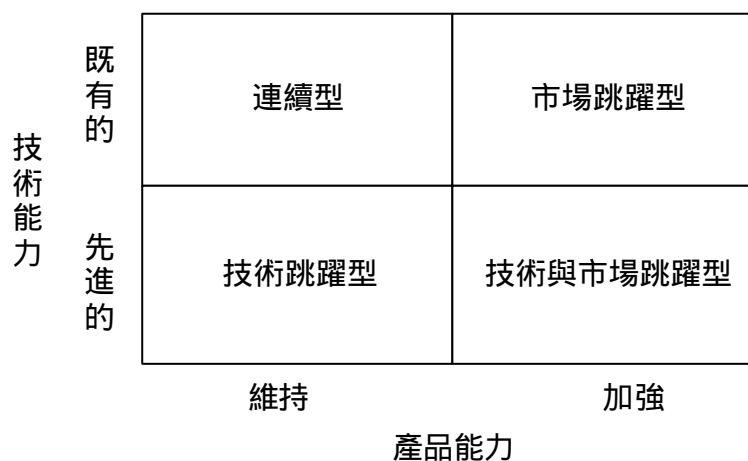 技術能力
既有的
連續型
市場跳躍型
先進的
技術跳躍型
技術與市場跳躍型
維持
加強
產品能力